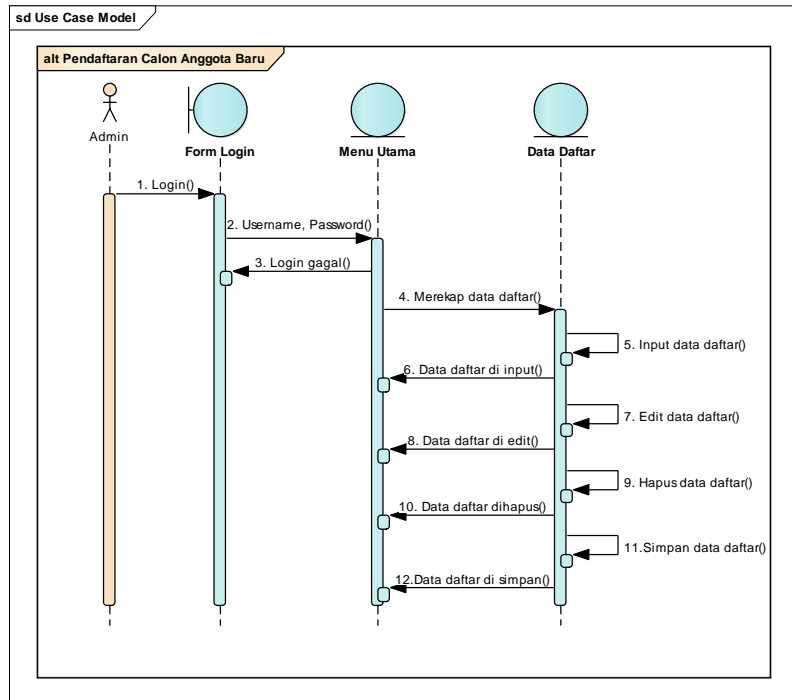 sd Use Case Model
alt Pendaftaran Calon Anggota Baru
Admin
Form Login
Menu Utama
Data Daftar
1. Login()
2. Username, Password()
3. Login gagal()
4. Merekap data daftar()
5. Input data daftar()
6. Data daftar di input()
7. Edit data daftar()
8. Data daftar di edit()
9. Hapus data daftar()
10. Data daftar dihapus()
11.Simpan data daftar()
12.Data daftar di simpan()